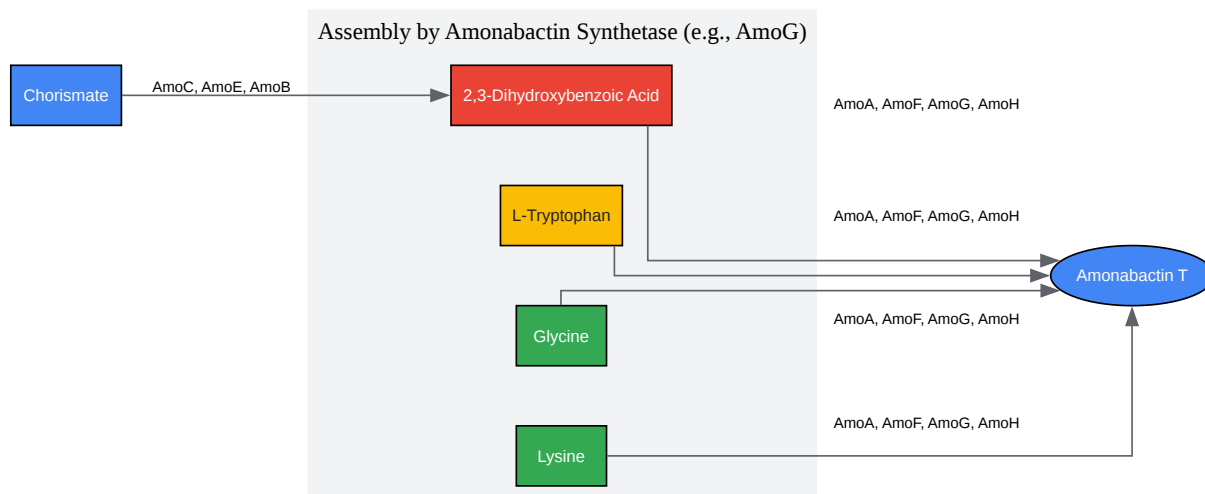 Assembly by Amonabactin Synthetase (e.g., AmoG)
Chorismate
AmoC, AmoE, AmoB
2,3-Dihydroxybenzoic Acid
AmoA, AmoF, AmoG, AmoH
L-Tryptophan
AmoA, AmoF, AmoG, AmoH
Amonabactin T
Glycine
AmoA, AmoF, AmoG, AmoH
Lysine
AmoA, AmoF, AmoG, AmoH